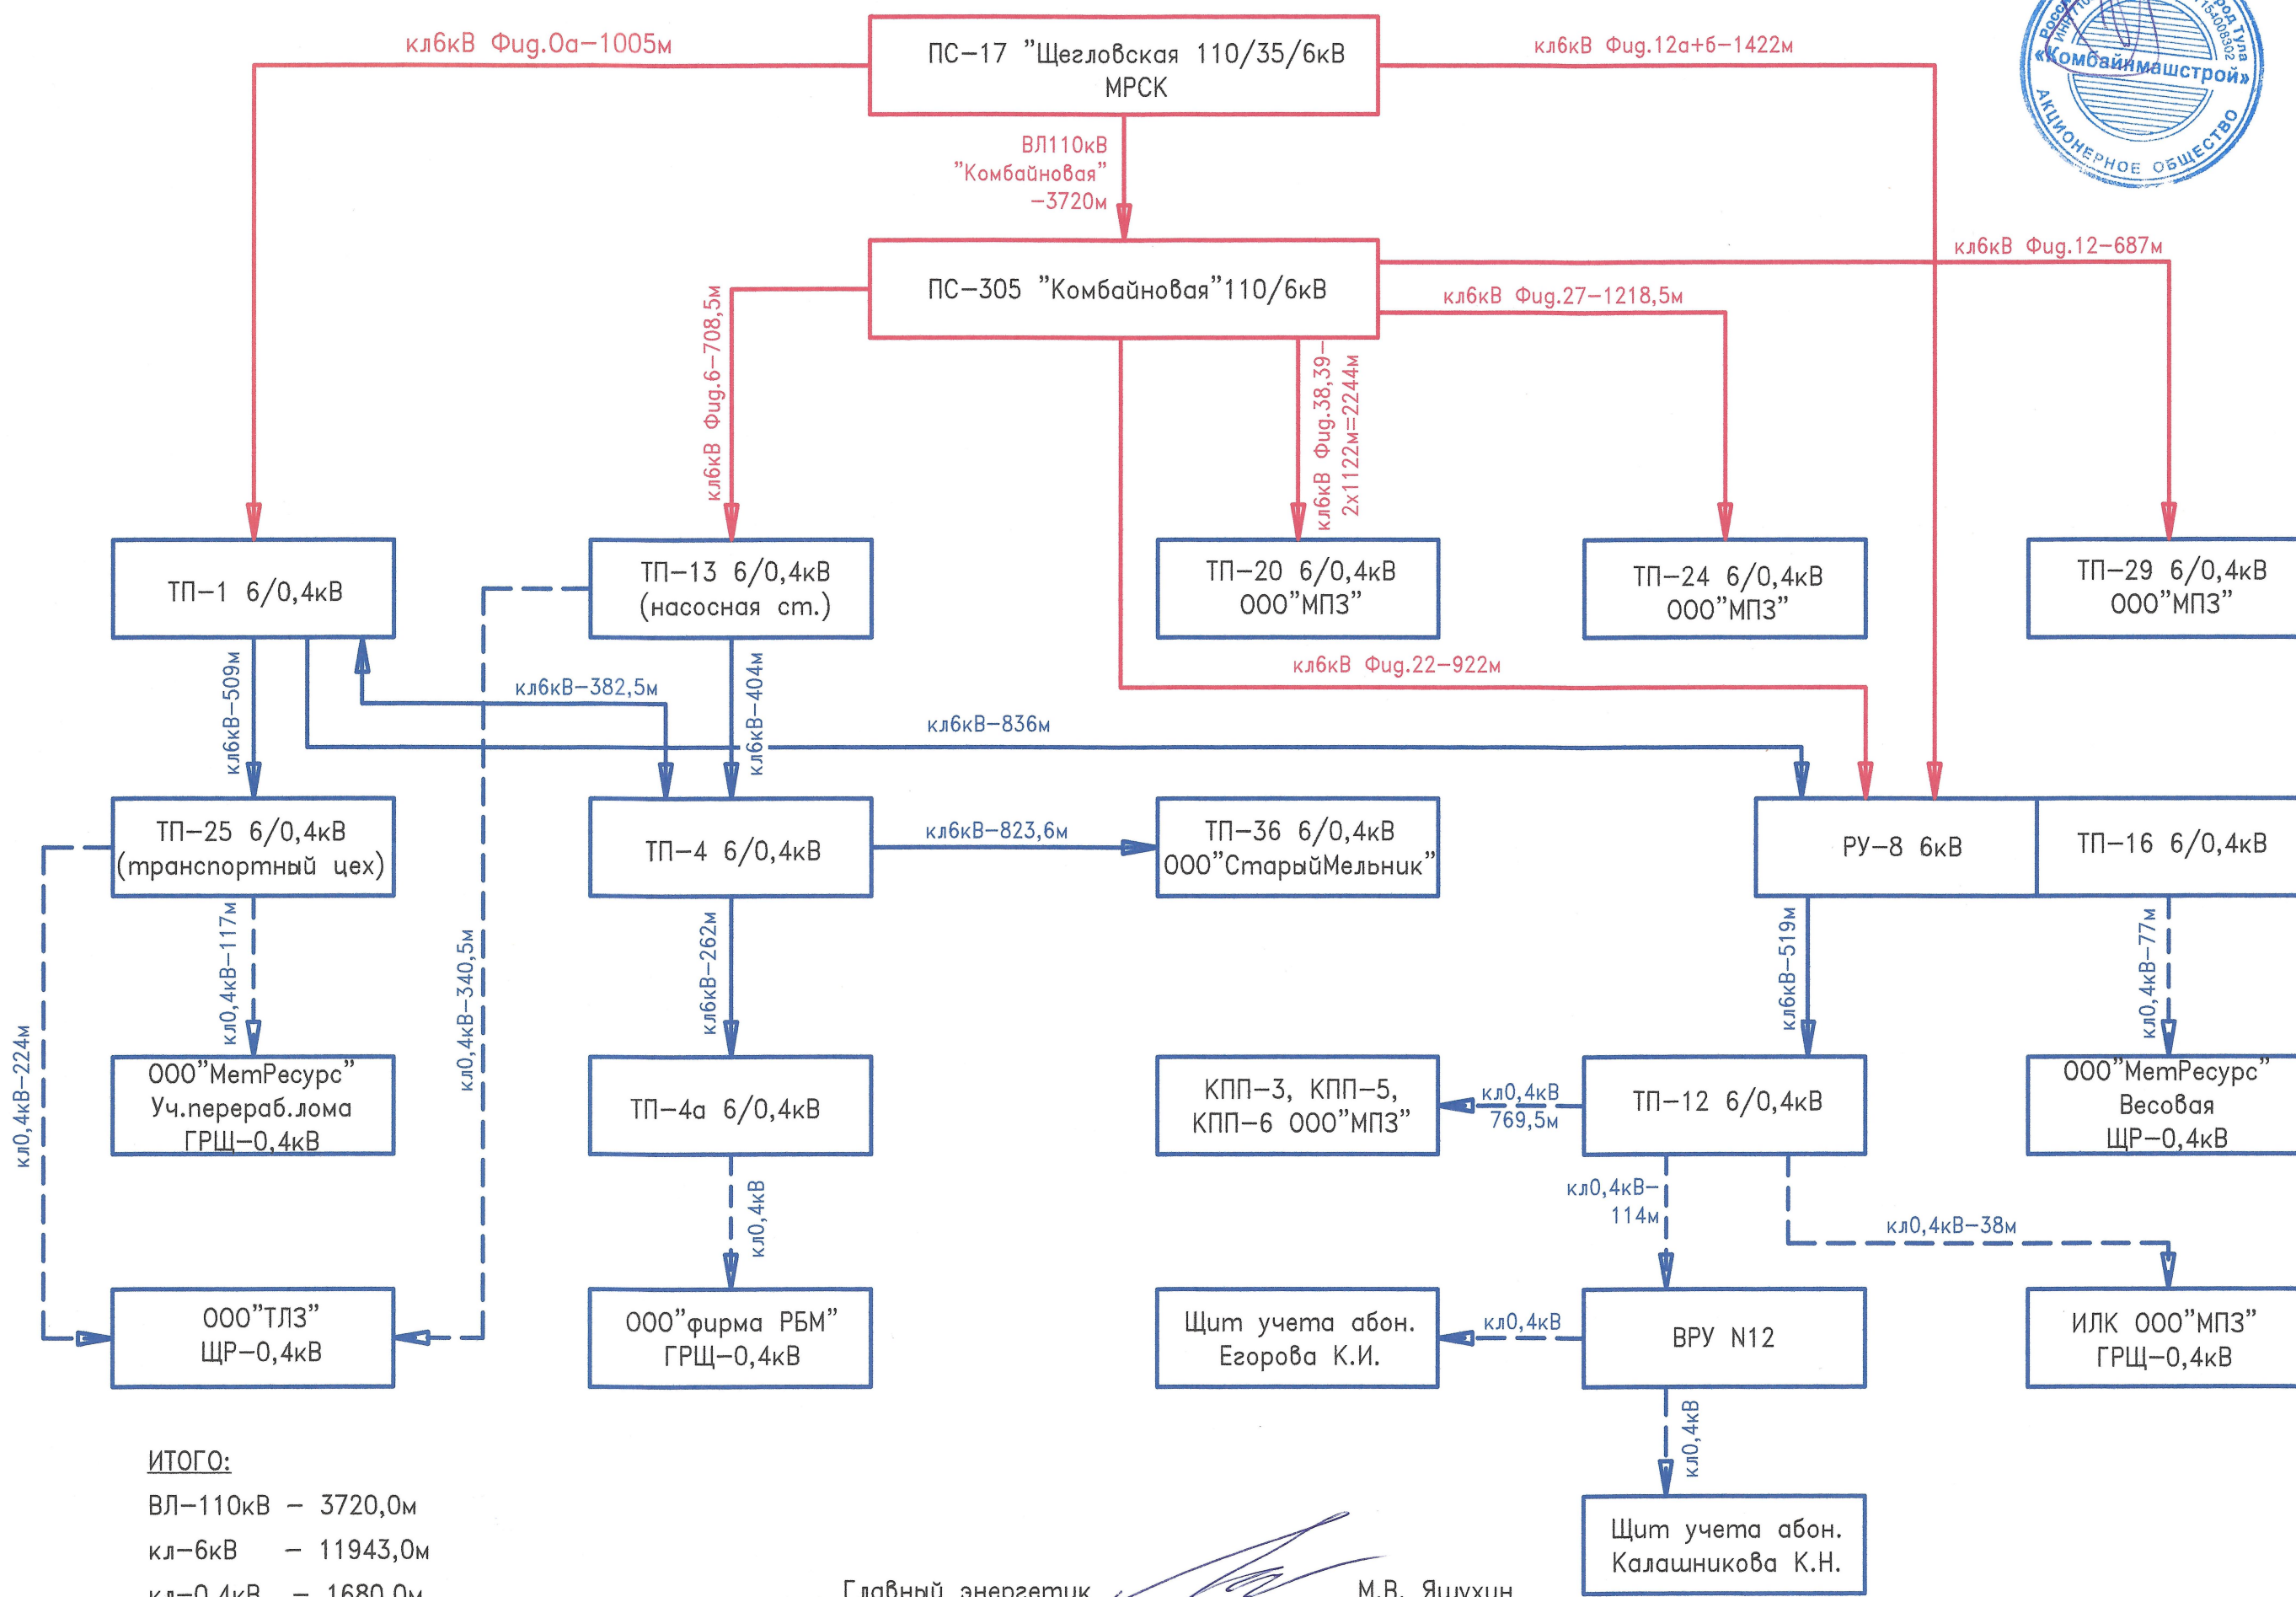 кл6кВ Фид.0а-1005м
ПС-17 "Щегловская 110/35/6кВ
МРСК
кл6кВ Фид.12а+б-1422м
«Комбайнмашстрой»
АКЦИОНЕРНОЕ ОБЩЕСТВО
ВЛ110кВ
"Комбайновая"
-3720м
ПС-305 "Комбайновая"110/6кВ
кл6кВ Фид.12-687м
кл6кВ Фид.27-1218,5м
кл6кВ Фид.6-708,5м
кл6кВ Фид.38,39-
2х1122м=2244м
ТП-1 6/0,4кВ
ТП-13 6/0,4кВ
(насосная ст.)
ТП-20 6/0,4кВ
ООО"МПЗ"
ТП-24 6/0,4кВ
ООО"МПЗ"
ТП-29 6/0,4кВ
ООО"МПЗ"
кл6кВ-509м
кл6кВ-382,5м
кл6кВ-404м
кл6кВ Фид.22-922м
кл6кВ-836м
ТП-25 6/0,4кВ
(транспортный цех)
ТП-4 6/0,4кВ
кл6кВ-823,6м
ТП-36 6/0,4кВ
ООО"СтарыйМельник"
РУ-8 6кВ
ТП-16 6/0,4кВ
кл0,4кВ-224м
кл0,4кВ-117м
кл0,4кВ-340,5м
кл6кВ-262м
кл6кВ-519м
кл0,4кВ-77м
ООО"МетРесурс"
Уч.перераб.лома
ГРЩ-0,4кВ
ТП-4а 6/0,4кВ
КПП-3, КПП-5,
КПП-6 ООО"МПЗ"
кл0,4кВ
769,5м
ТП-12 6/0,4кВ
ООО"МетРесурс"
Весовая
ЩР-0,4кВ
кл0,4кВ
кл0,4кВ-
114м
кл0,4кВ-38м
ООО"ТЛЗ"
ЩР-0,4кВ
ООО"фирма РБМ"
ГРЩ-0,4кВ
Щит учета абон.
Егорова К.И.
кл0,4кВ
ВРУ N12
ИЛК ООО"МПЗ"
ГРЩ-0,4кВ
кл0,4кВ
Щит учета абон.
Калашникова К.Н.
ИТОГО:
ВЛ-110кВ - 3720,0м
кл-6кВ - 11943,0м
кл-0,4кВ - 1680,0м
Главный энергетик М.В. Яшухин